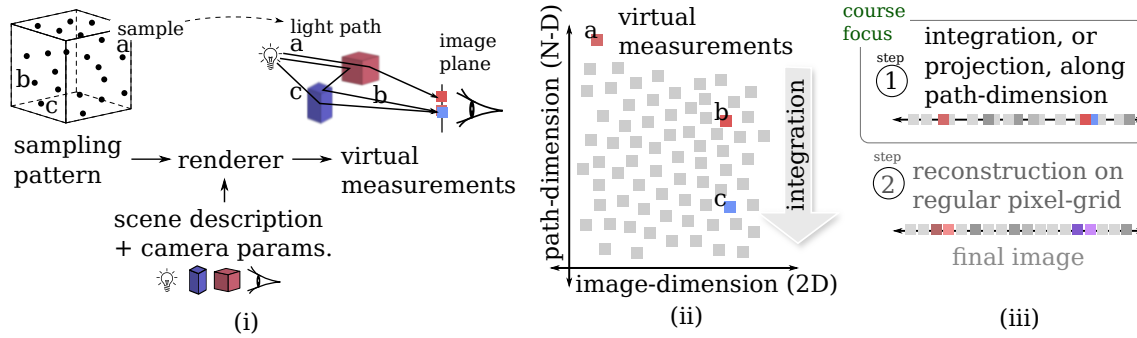 sample
a
b
c
light path
a
b
c
image
plane
sampling
pattern
renderer
virtual
measurements
scene description
+ camera params.
(i)
a
virtual
measurements
b
c
integration
path-dimension (N-D)
image-dimension (2D)
(ii)
course
focus
step
1
integration, or
projection, along
path-dimension
step
2
reconstruction on
regular pixel-grid
final image
(iii)